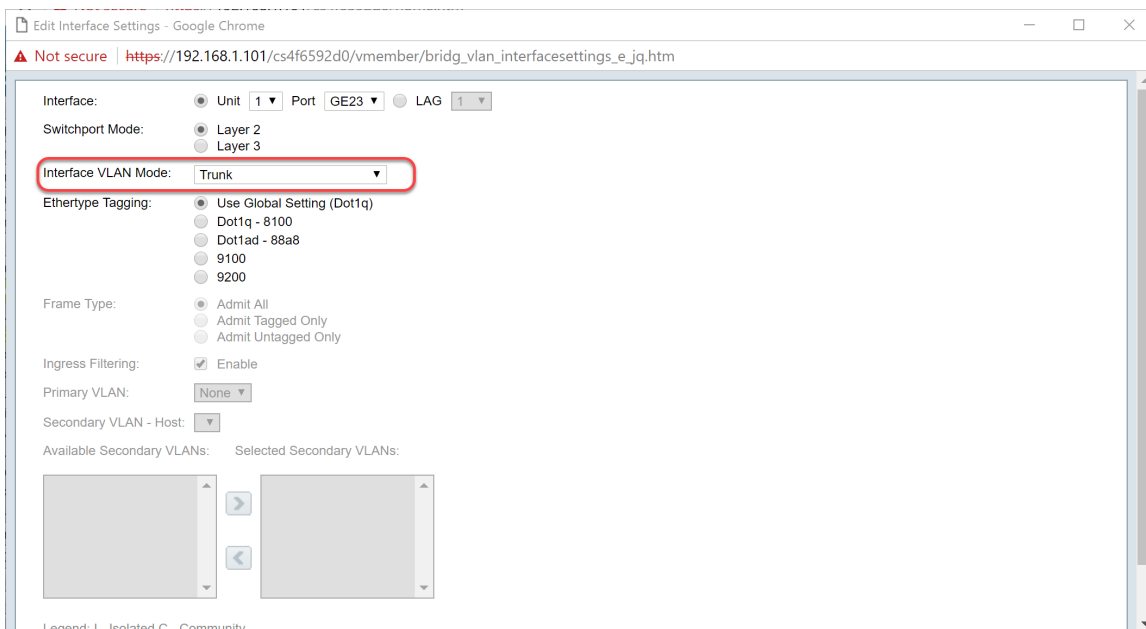 Edit Interface Settings - Google Chrome
Not secure | https://192.168.1.101/cs4f6592d0/vmember/bridg_vlan_interfacesettings_e_jq.htm
Interface: Unit 1 Port GE23 LAG 1
Switchport Mode: Layer 2
Layer 3
Interface VLAN Mode: Trunk
Ethertype Tagging: Use Global Setting (Dot1q)
Dot1q - 8100
Dot1ad - 88a8
9100
9200
Frame Type: Admit All
Admit Tagged Only
Admit Untagged Only
Ingress Filtering: Enable
Primary VLAN: None
Secondary VLAN - Host:
Available Secondary VLANs: Selected Secondary VLANs:
Legend: I - Isolated C - Community